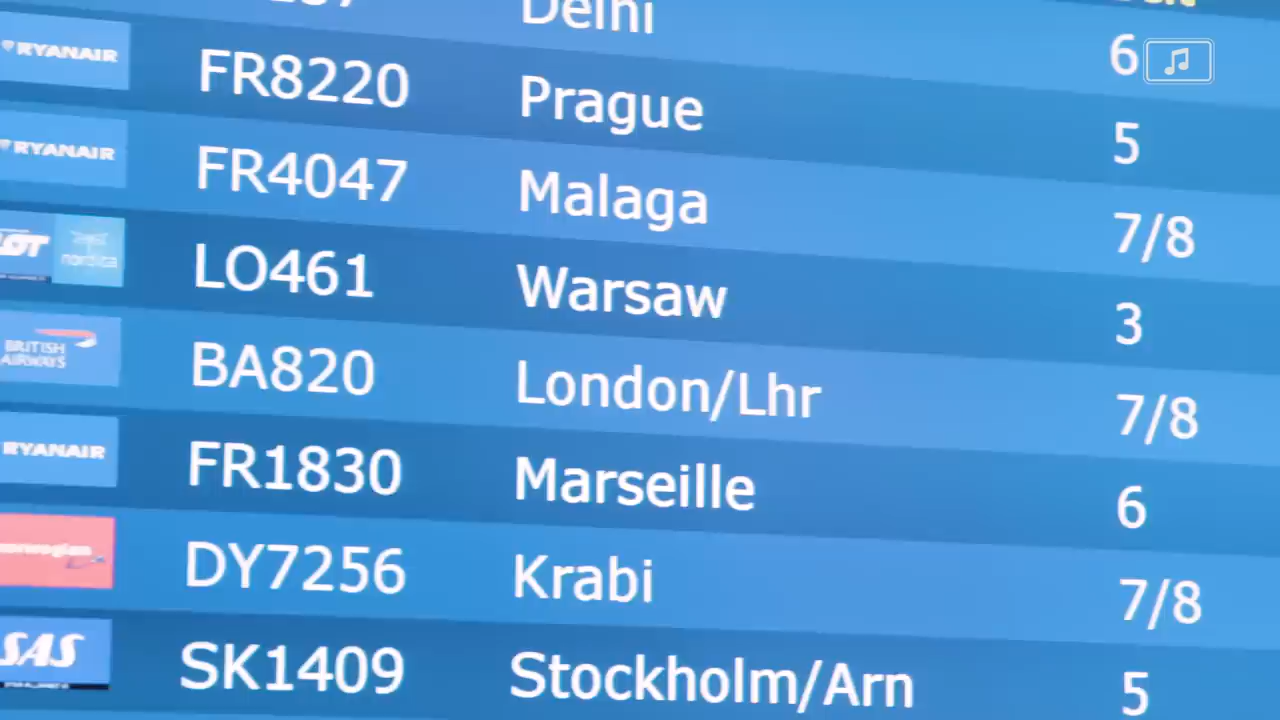 Delhi 6
RYANAIR FR8220 Prague 5
RYANAIR FR4047 Malaga 7/8
LOT nordica LO461 Warsaw 3
BRITISH AIRWAYS BA820 London/Lhr 7/8
RYANAIR FR1830 Marseille 6
norwegian DY7256 Krabi 7/8
SAS SK1409 Stockholm/Arn 5